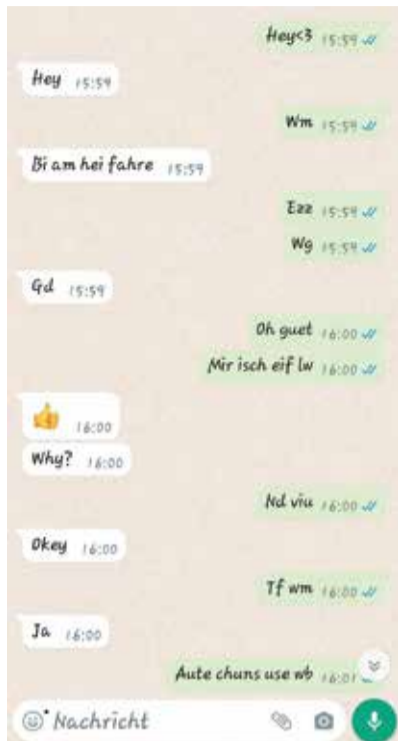 Hey<3 15:59
Hey 15:59
Wm 15:59
Bi am hei fahre 15:59
Ezz 15:59
Wg 15:59
Gd 15:59
Oh guet 16:00
Mir isch eif lw 16:00
👍 16:00
Why? 16:00
Nd viu 16:00
Okey 16:00
Tf wm 16:00
Ja 16:00
Aute chuns use wb 16:01
Nachricht